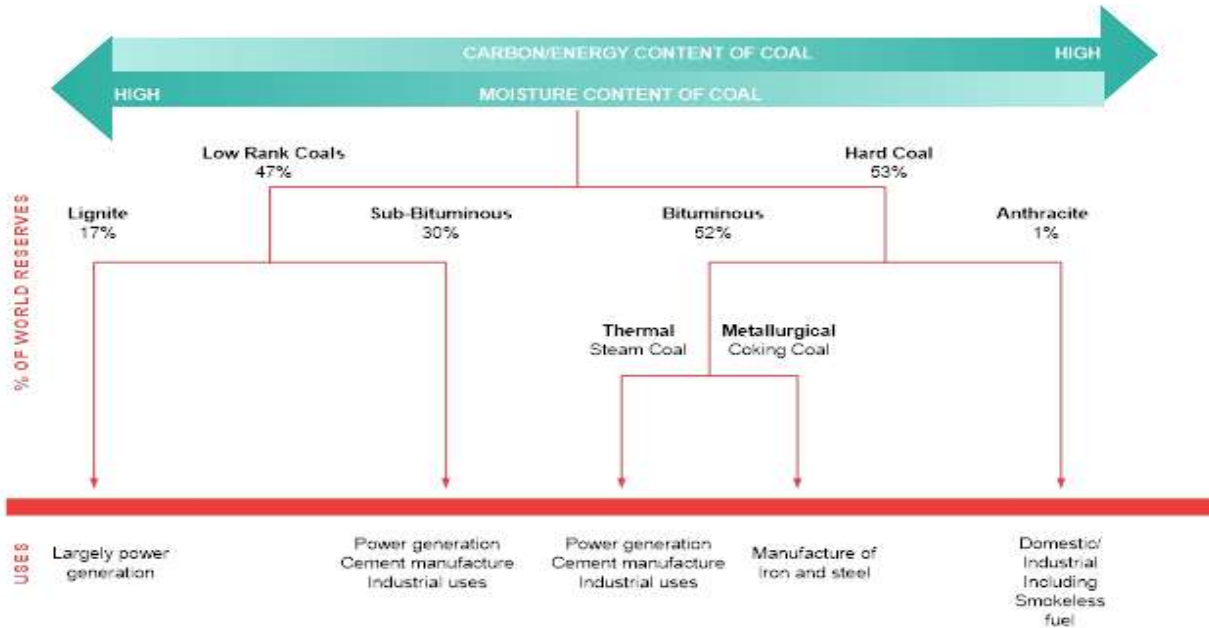 CARBON/ENERGY CONTENT OF COAL
HIGH
HIGH
MOISTURE CONTENT OF COAL
Low Rank Coals
47%
Hard Coal
53%
Lignite
17%
Sub-Bituminous
30%
Bituminous
52%
Anthracite
1%
% OF WORLD RESERVES
Thermal
Steam Coal
Metallurgical
Coking Coal
USES
Largely power
generation
Power generation
Cement manufacture
Industrial uses
Power generation
Cement manufacture
Industrial uses
Manufacture of
Iron and steel
Domestic/
Industrial
Including
Smokeless
fuel